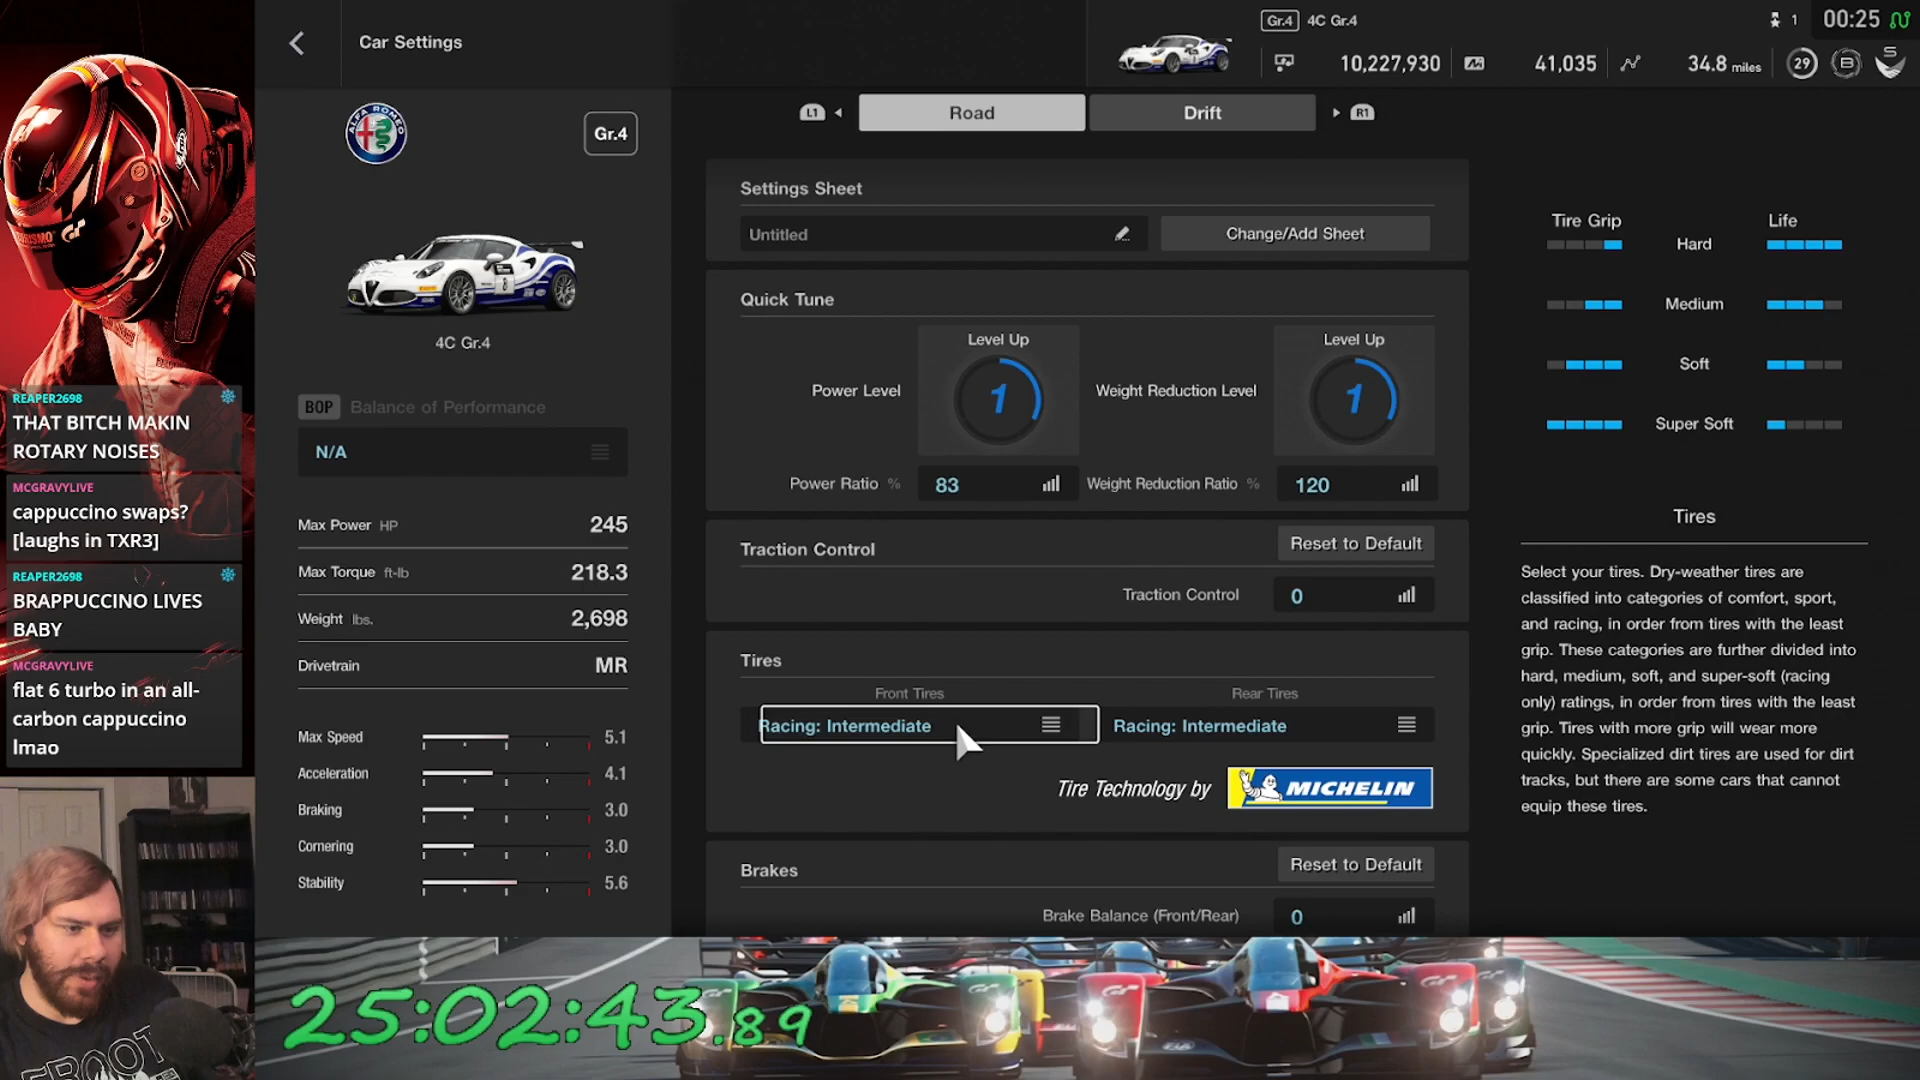 Car Settings
Gr.4 4C Gr.4
1 00:25
10,227,930 41,035 34.8 miles 29 B S
L1 Road Drift R1
ALFA ROMEO
Gr.4
4C Gr.4
BOP Balance of Performance
N/A
Max Power HP 245
Max Torque ft-lb 218.3
Weight lbs. 2,698
Drivetrain MR
Max Speed 5.1
Acceleration 4.1
Braking 3.0
Cornering 3.0
Stability 5.6
Settings Sheet
Untitled Change/Add Sheet
Quick Tune
Level Up Level Up
Power Level 1 Weight Reduction Level 1
Power Ratio % 83 Weight Reduction Ratio % 120
Traction Control Reset to Default
Traction Control 0
Tires
Front Tires Rear Tires
Racing: Intermediate Racing: Intermediate
Tire Technology by MICHELIN
Brakes Reset to Default
Brake Balance (Front/Rear) 0
Tire Grip Life
Hard
Medium
Soft
Super Soft
Tires
Select your tires. Dry-weather tires are
classified into categories of comfort, sport,
and racing, in order from tires with the least
grip. These categories are further divided into
hard, medium, soft, and super-soft (racing
only) ratings, in order from tires with the least
grip. Tires with more grip will wear more
quickly. Specialized dirt tires are used for dirt
tracks, but there are some cars that cannot
equip these tires.
REAPER2698
THAT BITCH MAKIN
ROTARY NOISES
MCGRAVYLIVE
cappuccino swaps?
[laughs in TXR3]
REAPER2698
BRAPPUCCINO LIVES
BABY
MCGRAVYLIVE
flat 6 turbo in an all-
carbon cappuccino
lmao
25:02:43.89